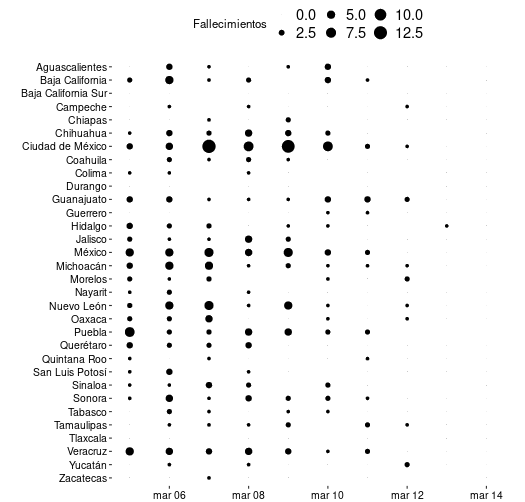 Fallecimientos
0.0 5.0 10.0
2.5 7.5 12.5
Aguascalientes
Baja California
Baja California Sur
Campeche
Chiapas
Chihuahua
Ciudad de México
Coahuila
Colima
Durango
Guanajuato
Guerrero
Hidalgo
Jalisco
México
Michoacán
Morelos
Nayarit
Nuevo León
Oaxaca
Puebla
Querétaro
Quintana Roo
San Luis Potosí
Sinaloa
Sonora
Tabasco
Tamaulipas
Tlaxcala
Veracruz
Yucatán
Zacatecas
mar 06 mar 08 mar 10 mar 12 mar 14